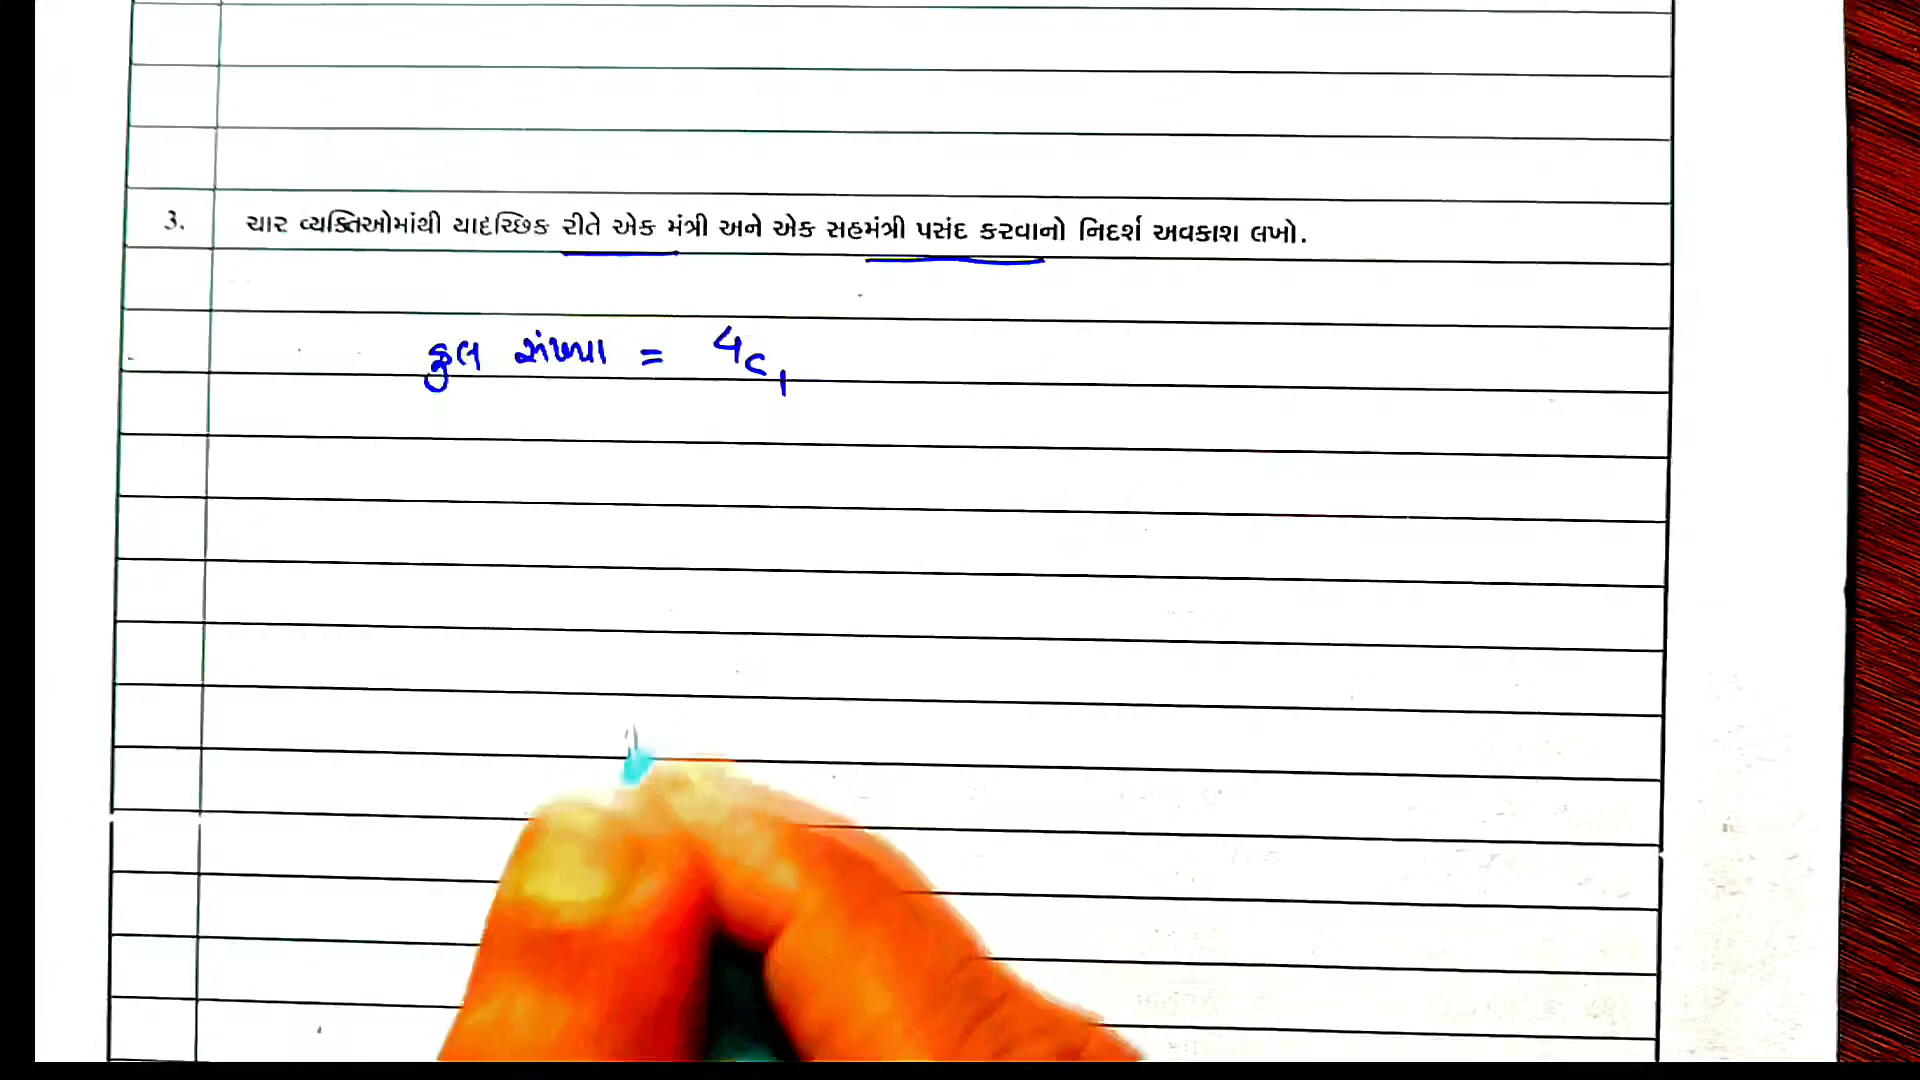 3. ચાર વ્યક્તિઓમાંથી યાદચ્છિક રીતે એક મંત્રી અને એક સહમંત્રી પસંદ કરવાનો નિદર્શ અવકાશ લખો.
કુલ સંખ્યા = 4c₁